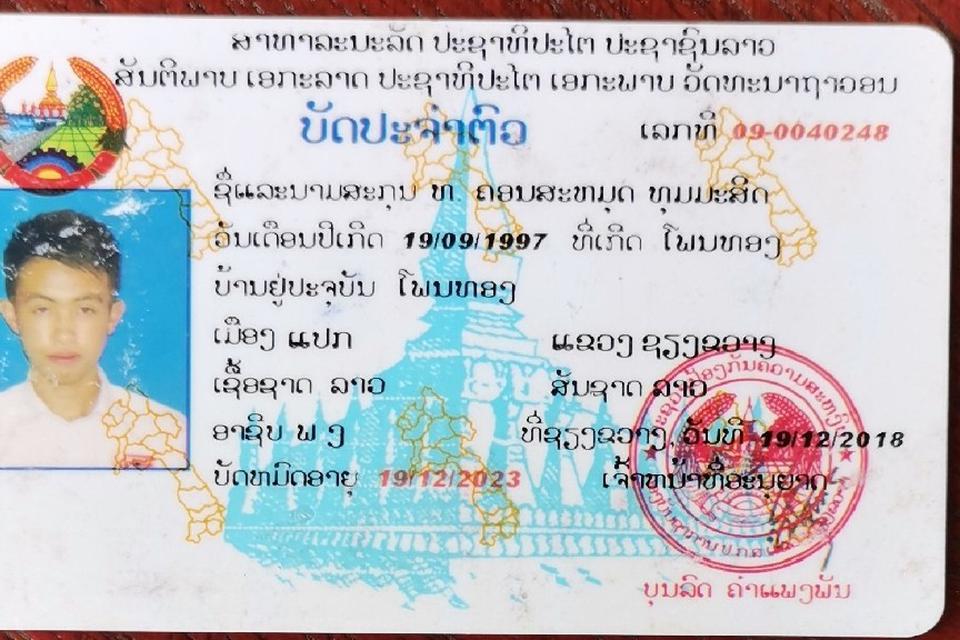 ສາທາລະນະລັດ ປະຊາທິປະໄຕ ປະຊາຊົນລາວ
ສັນຕິພາບ ເອກະລາດ ປະຊາທິປະໄຕ ເອກະພາບ ວັດທະນາຖາວອນ
ບັດປະຈຳຕົວ
ເລກທີ 09-0040248
ຊື່ແລະນາມສະກຸນ ທ ຄອນສະຫມຸດ ທຸມມະສິດ
ວັນເດືອນປີເກີດ 19/09/1997 ທີ່ເກີດ ໂພນທອງ
ບ້ານຢູ່ປະຈຸບັນ ໂພນທອງ
ເມືອງ ແປກ ແຂວງ ຊຽງຂວາງ
ເຊື້ອຊາດ ລາວ ສັນຊາດ ລາວ
ອາຊີບ ພ ງ ທີ່ຊຽງຂວາງ, ວັນທີ 19/12/2018
ບັດຫມົດອາຍຸ 19/12/2023 ເຈົ້າຫນ້າທີ່ອະນຸຍາດ
ບຸນລົດ ຄຳແພງພັນ